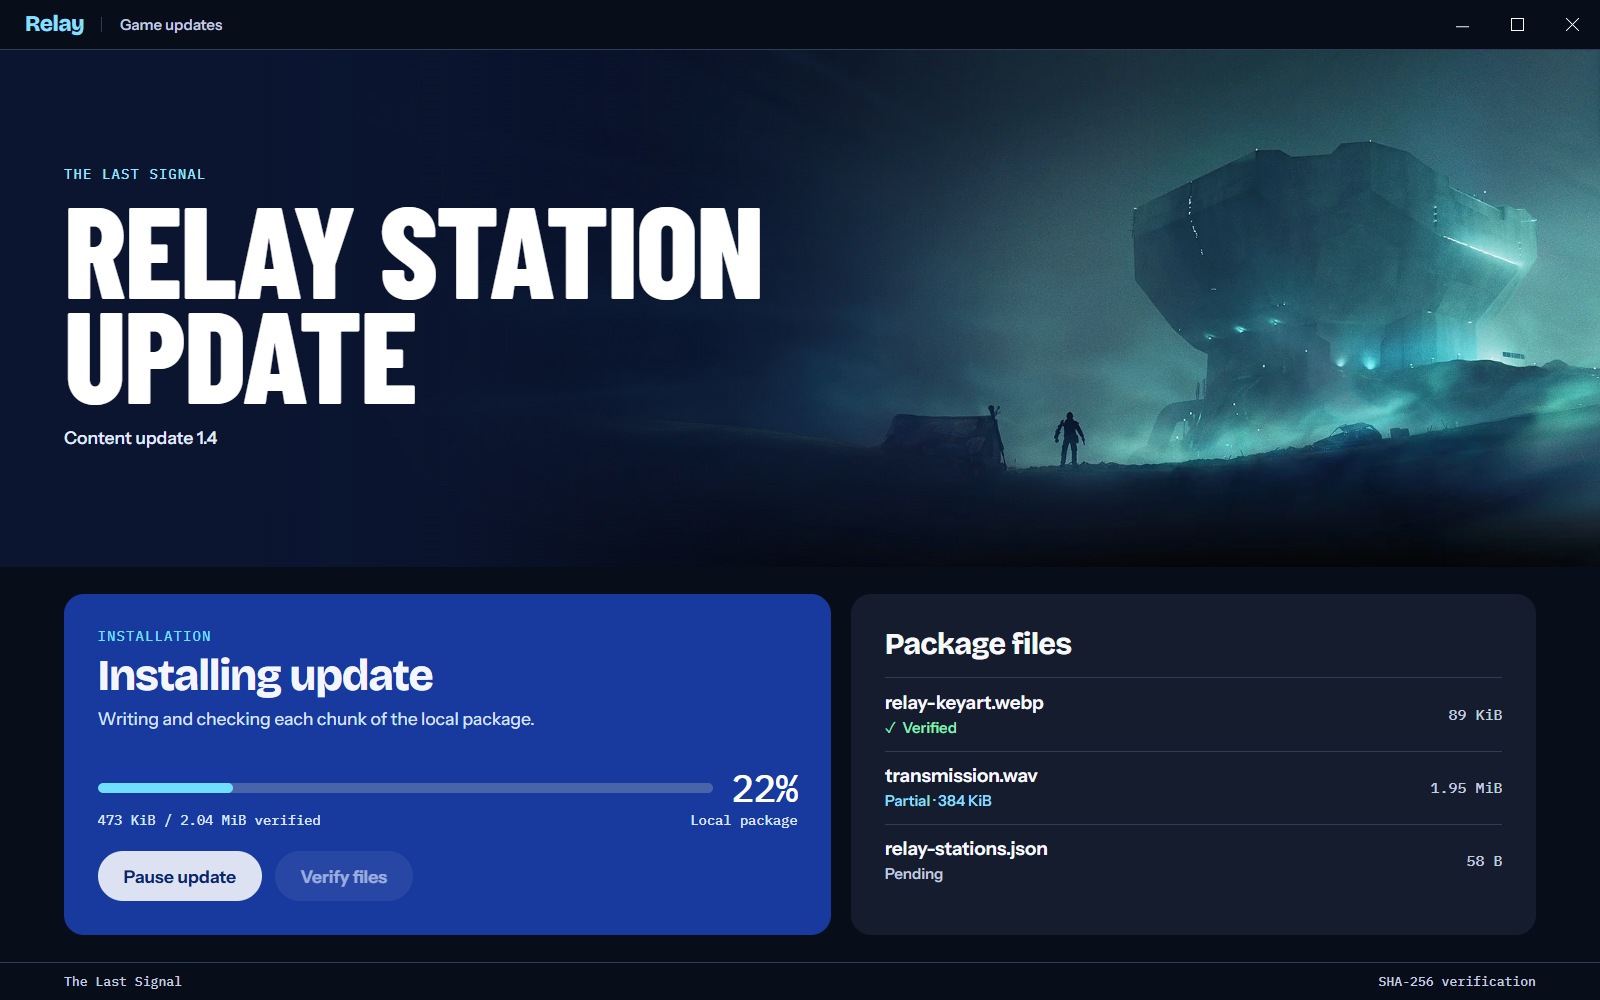 Relay
Game updates
THE LAST SIGNAL
RELAY STATION
UPDATE
Content update 1.4
INSTALLATION
Installing update
Writing and checking each chunk of the local package.
22%
473 KiB / 2.04 MiB verified
Local package
Pause update
Verify files
Package files
relay-keyart.webp
✓ Verified
89 KiB
transmission.wav
Partial · 384 KiB
1.95 MiB
relay-stations.json
Pending
58 B
The Last Signal
SHA-256 verification